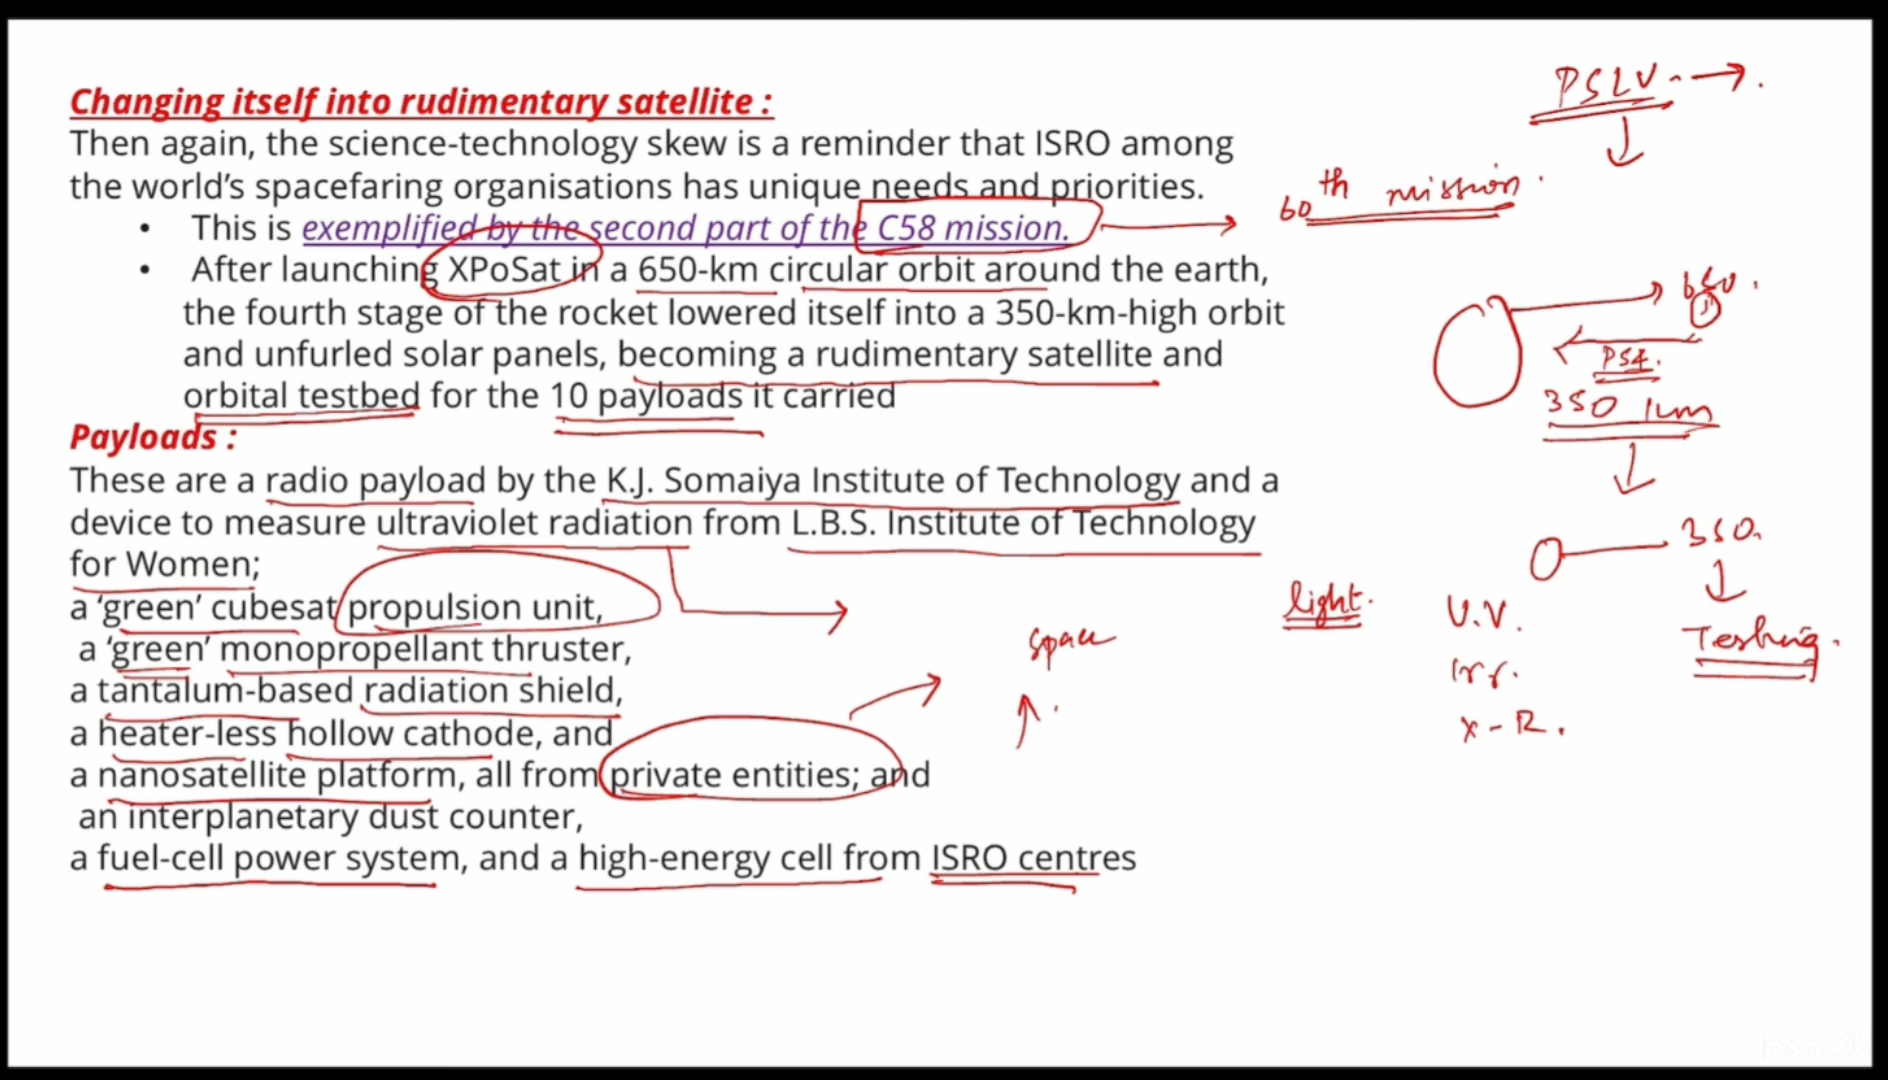 Changing itself into rudimentary satellite :
Then again, the science-technology skew is a reminder that ISRO among
the world's spacefaring organisations has unique needs and priorities.
• This is exemplified by the second part of the C58 mission.
• After launching XPoSat in a 650-km circular orbit around the earth,
the fourth stage of the rocket lowered itself into a 350-km-high orbit
and unfurled solar panels, becoming a rudimentary satellite and
orbital testbed for the 10 payloads it carried
Payloads :
These are a radio payload by the K.J. Somaiya Institute of Technology and a
device to measure ultraviolet radiation from L.B.S. Institute of Technology
for Women;
a 'green' cubesat propulsion unit,
a 'green' monopropellant thruster,
a tantalum-based radiation shield,
a heater-less hollow cathode, and
a nanosatellite platform, all from private entities; and
an interplanetary dust counter,
a fuel-cell power system, and a high-energy cell from ISRO centres
PSLV
60th mission.
650.
PS4.
350 km
350.
Testing.
light.
U.V.
X-R.
space